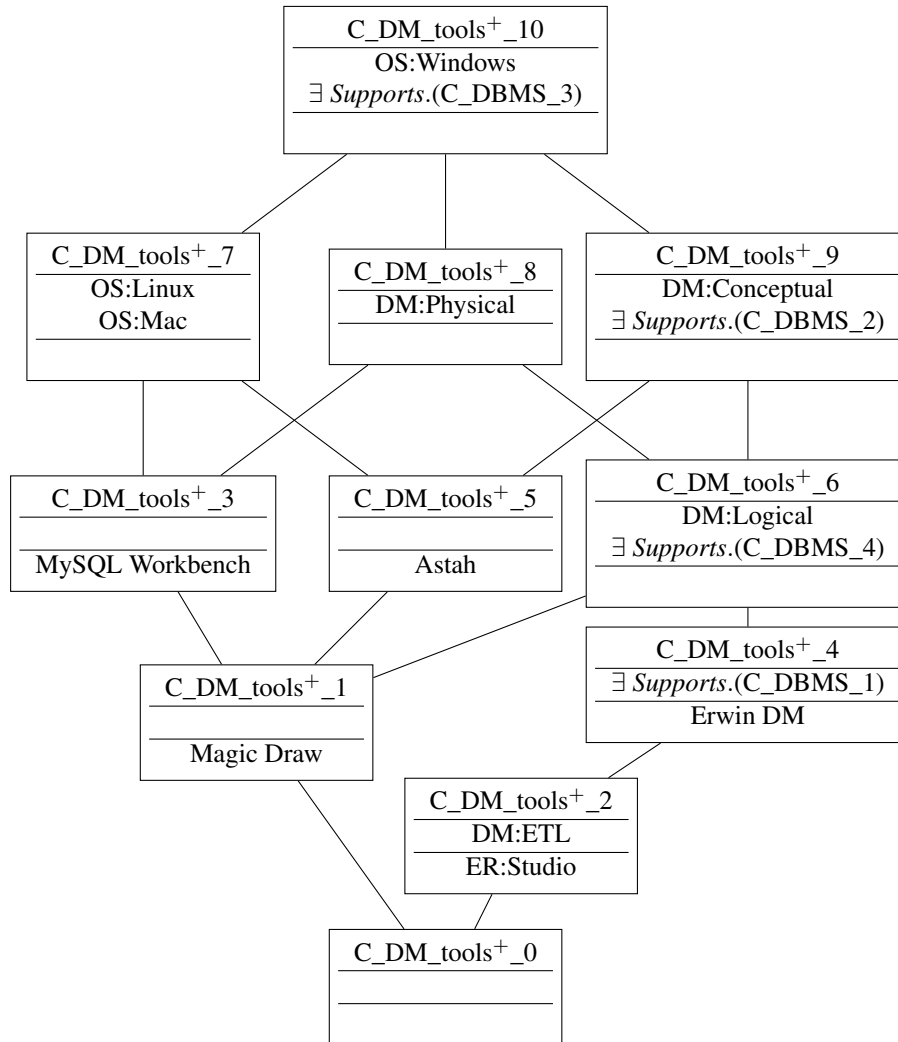 C_DM_tools⁺_10
OS:Windows
∃ Supports.(C_DBMS_3)
C_DM_tools⁺_7
OS:Linux
OS:Mac
C_DM_tools⁺_8
DM:Physical
C_DM_tools⁺_9
DM:Conceptual
∃ Supports.(C_DBMS_2)
C_DM_tools⁺_3
MySQL Workbench
C_DM_tools⁺_5
Astah
C_DM_tools⁺_6
DM:Logical
∃ Supports.(C_DBMS_4)
C_DM_tools⁺_1
Magic Draw
C_DM_tools⁺_4
∃ Supports.(C_DBMS_1)
Erwin DM
C_DM_tools⁺_2
DM:ETL
ER:Studio
C_DM_tools⁺_0